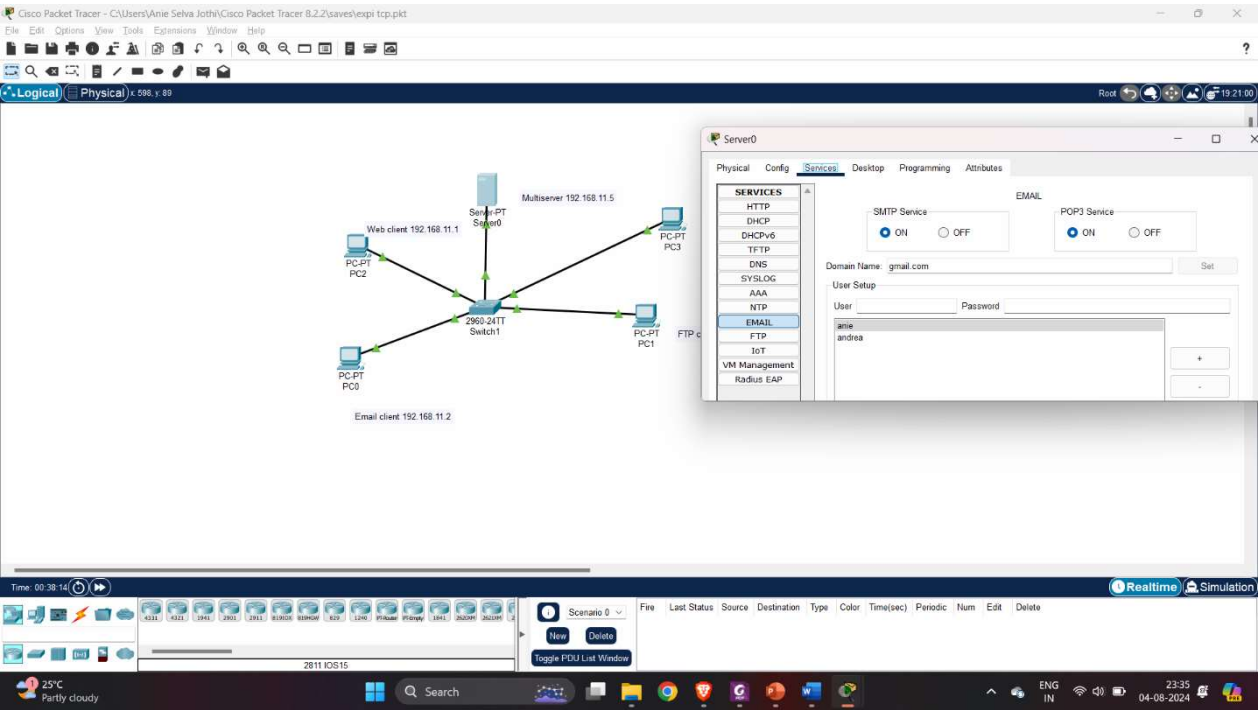 Cisco Packet Tracer - C:\Users\Anie Selva Jothi\Cisco Packet Tracer 8.2.2\saves\expi tcp.pkt
File Edit Options View Tools Extensions Window Help
?
Logical Physical x: 598, y: 89
Root 19:21:00
Server0
Physical Config Services Desktop Programming Attributes
SERVICES
HTTP
DHCP
DHCPv6
TFTP
DNS
SYSLOG
AAA
NTP
EMAIL
FTP
IoT
VM Management
Radius EAP
EMAIL
SMTP Service
ON OFF
POP3 Service
ON OFF
Domain Name: gmail.com Set
User Setup
User Password
anie
andrea
+
-
Multiserver 192.168.11.5
Server-PT
Server0
Web client 192.168.11.1
PC-PT
PC2
PC-PT
PC3
2960-24TT
Switch1
PC-PT
PC1
FTP c
PC-PT
PC0
Email client 192.168.11.2
Time: 00:38:14
Realtime Simulation
4331 4321 1941 2901 2911 819IOX 819HGW 829 1240 PT-Router PT-Empty 1841 2620XM 2621XM
2811 IOS15
Scenario 0
New Delete
Toggle PDU List Window
Fire Last Status Source Destination Type Color Time(sec) Periodic Num Edit Delete
1
25°C
Partly cloudy
Search
ENG
IN
23:35
04-08-2024